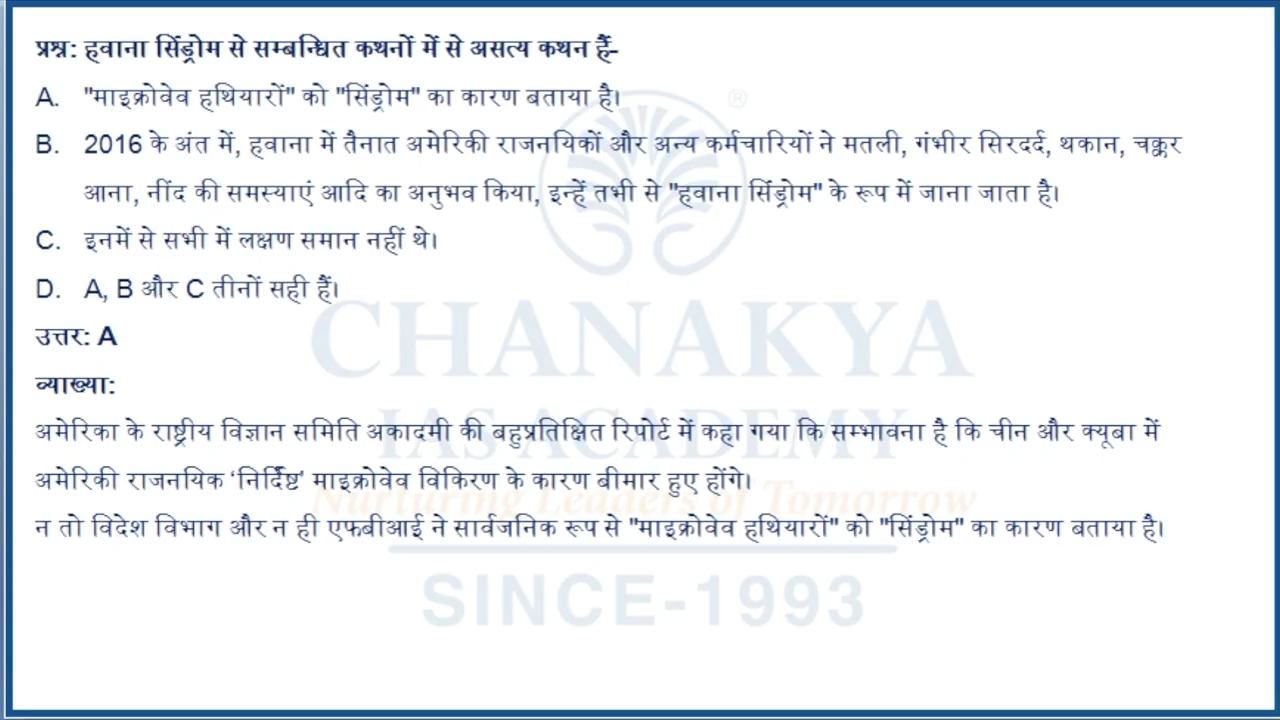 प्रश्न: हवाना सिंड्रोम से सम्बन्धित कथनों में से असत्य कथन हैं-
A. "माइक्रोवेव हथियारों" को "सिंड्रोम" का कारण बताया है।
B. 2016 के अंत में, हवाना में तैनात अमेरिकी राजनयिकों और अन्य कर्मचारियों ने मतली, गंभीर सिरदर्द, थकान, चक्कर
आना, नींद की समस्याएं आदि का अनुभव किया, इन्हें तभी से "हवाना सिंड्रोम" के रूप में जाना जाता है।
C. इनमें से सभी में लक्षण समान नहीं थे।
D. A, B और C तीनों सही हैं।
उत्तर: A
व्याख्या:
अमेरिका के राष्ट्रीय विज्ञान समिति अकादमी की बहुप्रतिक्षित रिपोर्ट में कहा गया कि सम्भावना है कि चीन और क्यूबा में
अमेरिकी राजनयिक ‘निर्दिष्ट’ माइक्रोवेव विकिरण के कारण बीमार हुए होंगे।
न तो विदेश विभाग और न ही एफबीआई ने सार्वजनिक रूप से "माइक्रोवेव हथियारों" को "सिंड्रोम" का कारण बताया है।
®
CHANAKYA
IAS ACADEMY
Nurturing Leaders of Tomorrow
SINCE-1993